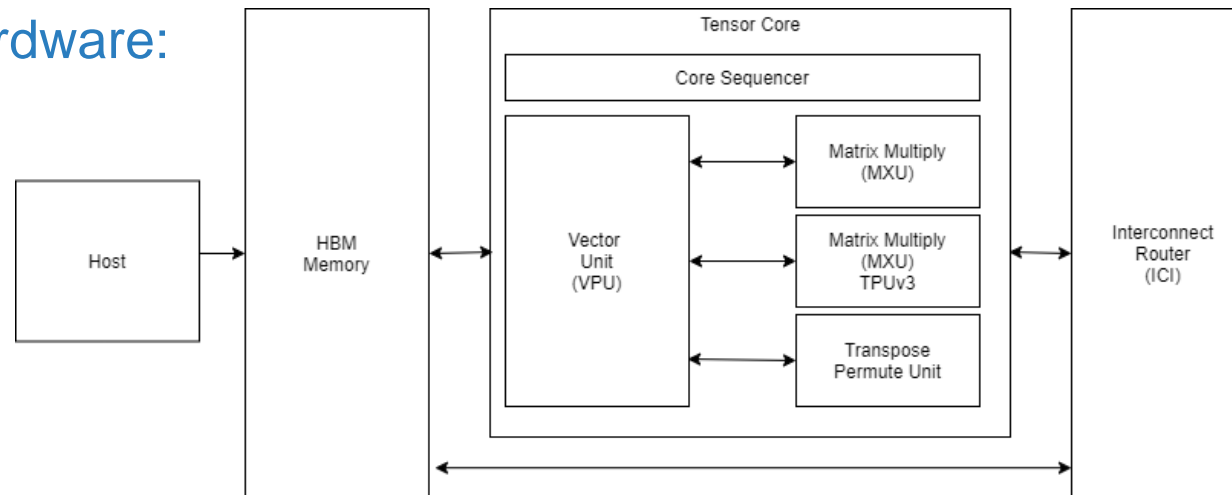 rdware:
Tensor Core
Core Sequencer
Host
HBM
Memory
Vector
Unit
(VPU)
Matrix Multiply
(MXU)
Matrix Multiply
(MXU)
TPUv3
Transpose
Permute Unit
Interconnect
Router
(ICI)